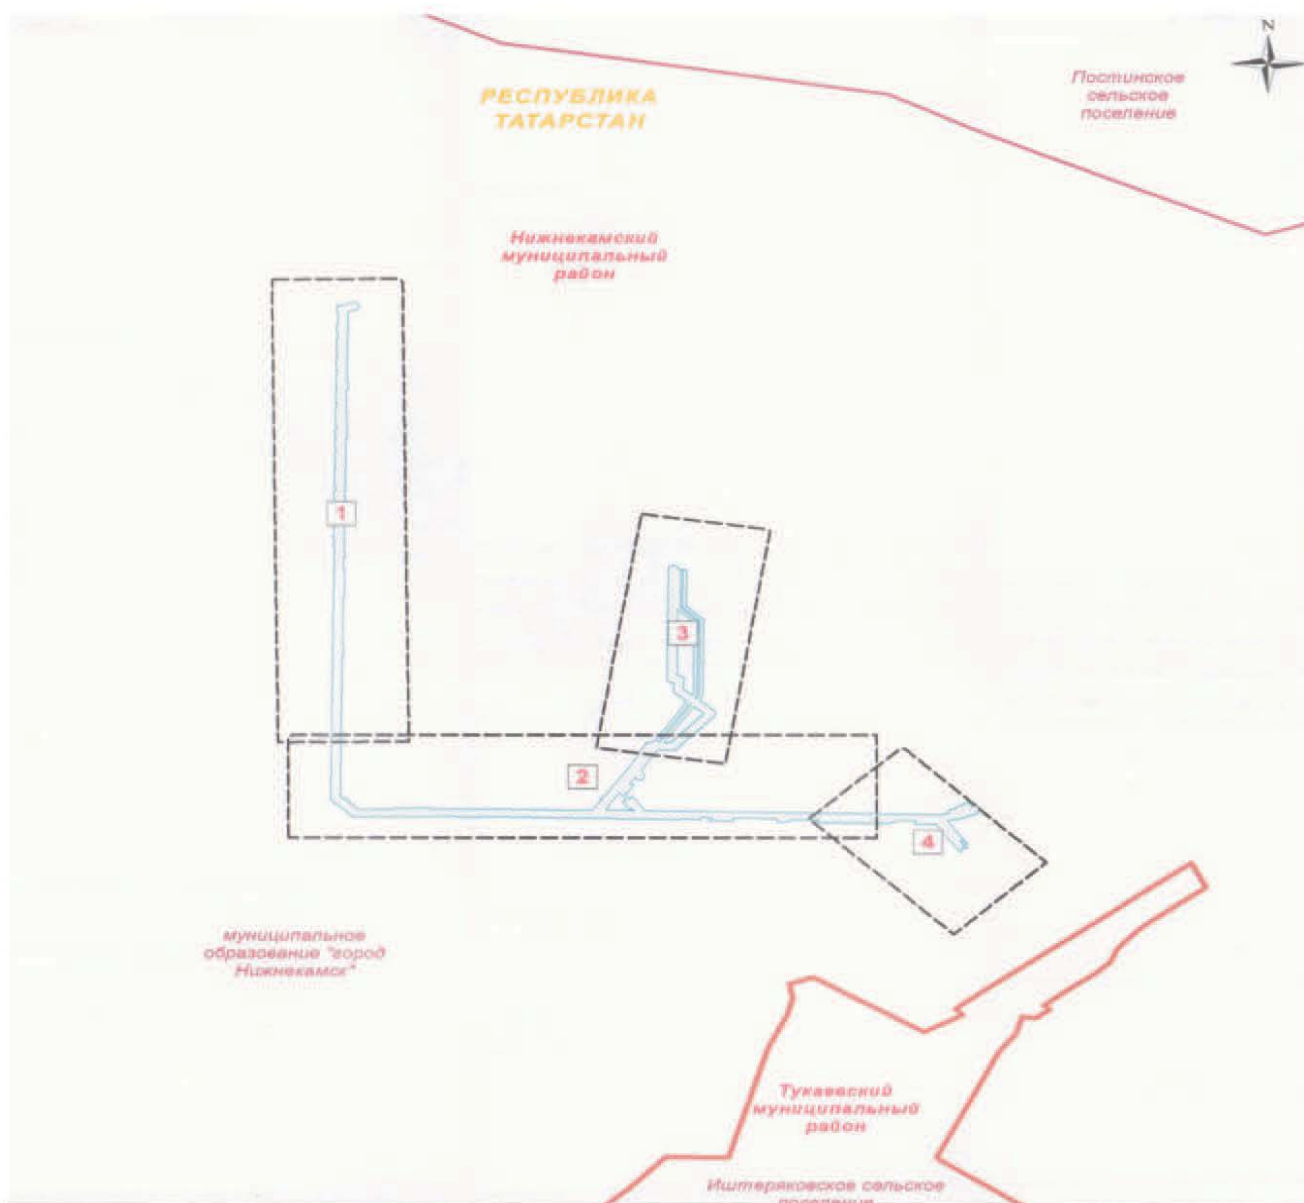 N
Постинское
сельское
поселение
РЕСПУБЛИКА
ТАТАРСТАН
Нижнекамский
муниципальный
район
1
3
2
4
муниципальное
образование "город
Нижнекамск"
Тукаевский
муниципальный
район
Иштеряковское сельское
поселение